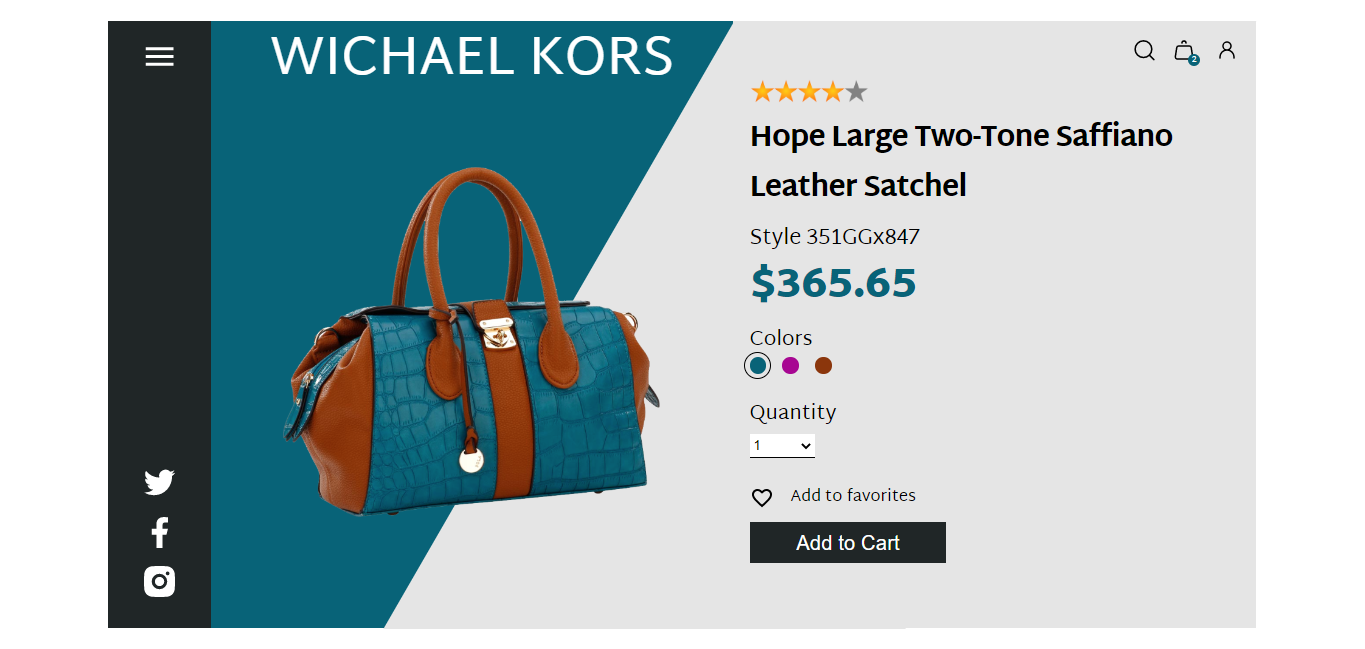 WICHAEL KORS
2
Hope Large Two-Tone Saffiano
Leather Satchel
Style 351GGx847
$365.65
Colors
Quantity
1
Add to favorites
Add to Cart